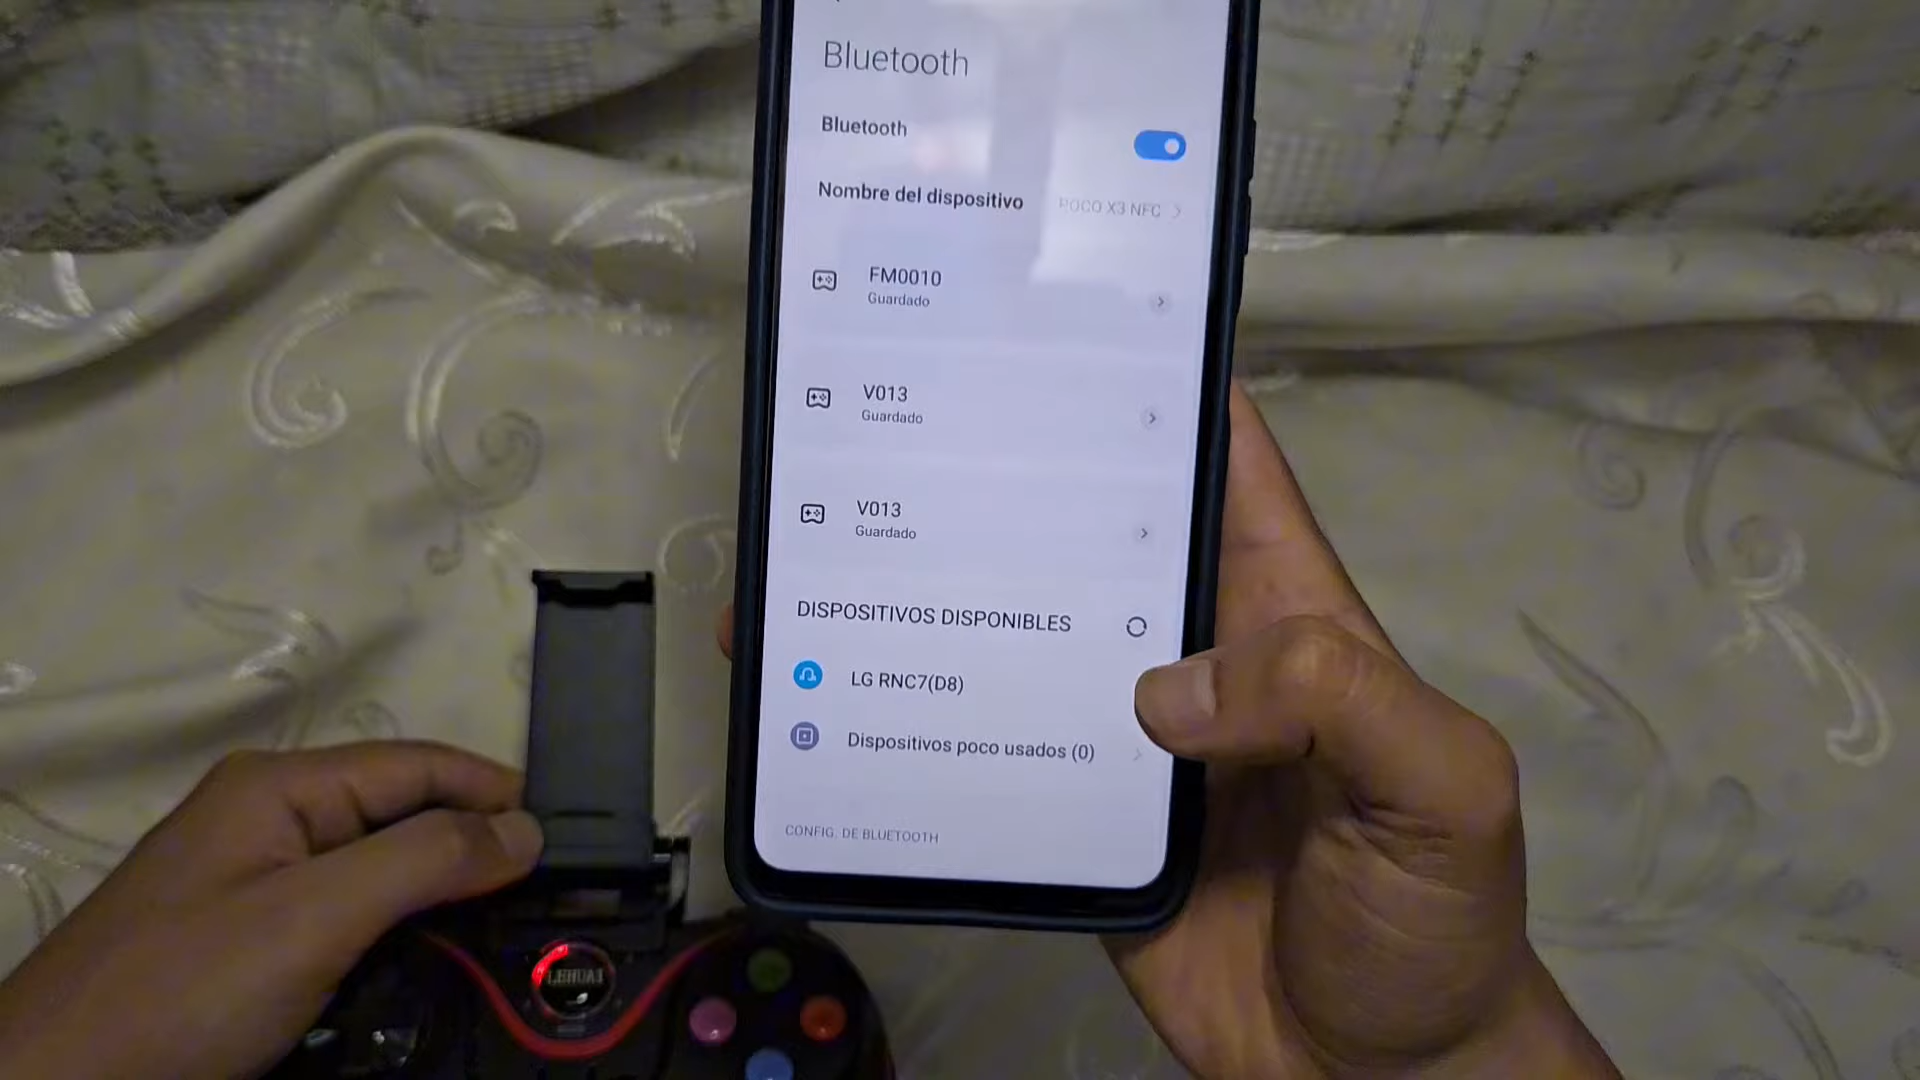 Bluetooth
Bluetooth
Nombre del dispositivo
POCO X3 NFC
FM0010
Guardado
V013
Guardado
V013
Guardado
DISPOSITIVOS DISPONIBLES
LG RNC7(D8)
Dispositivos poco usados (0)
CONFIG. DE BLUETOOTH
LEHUAI